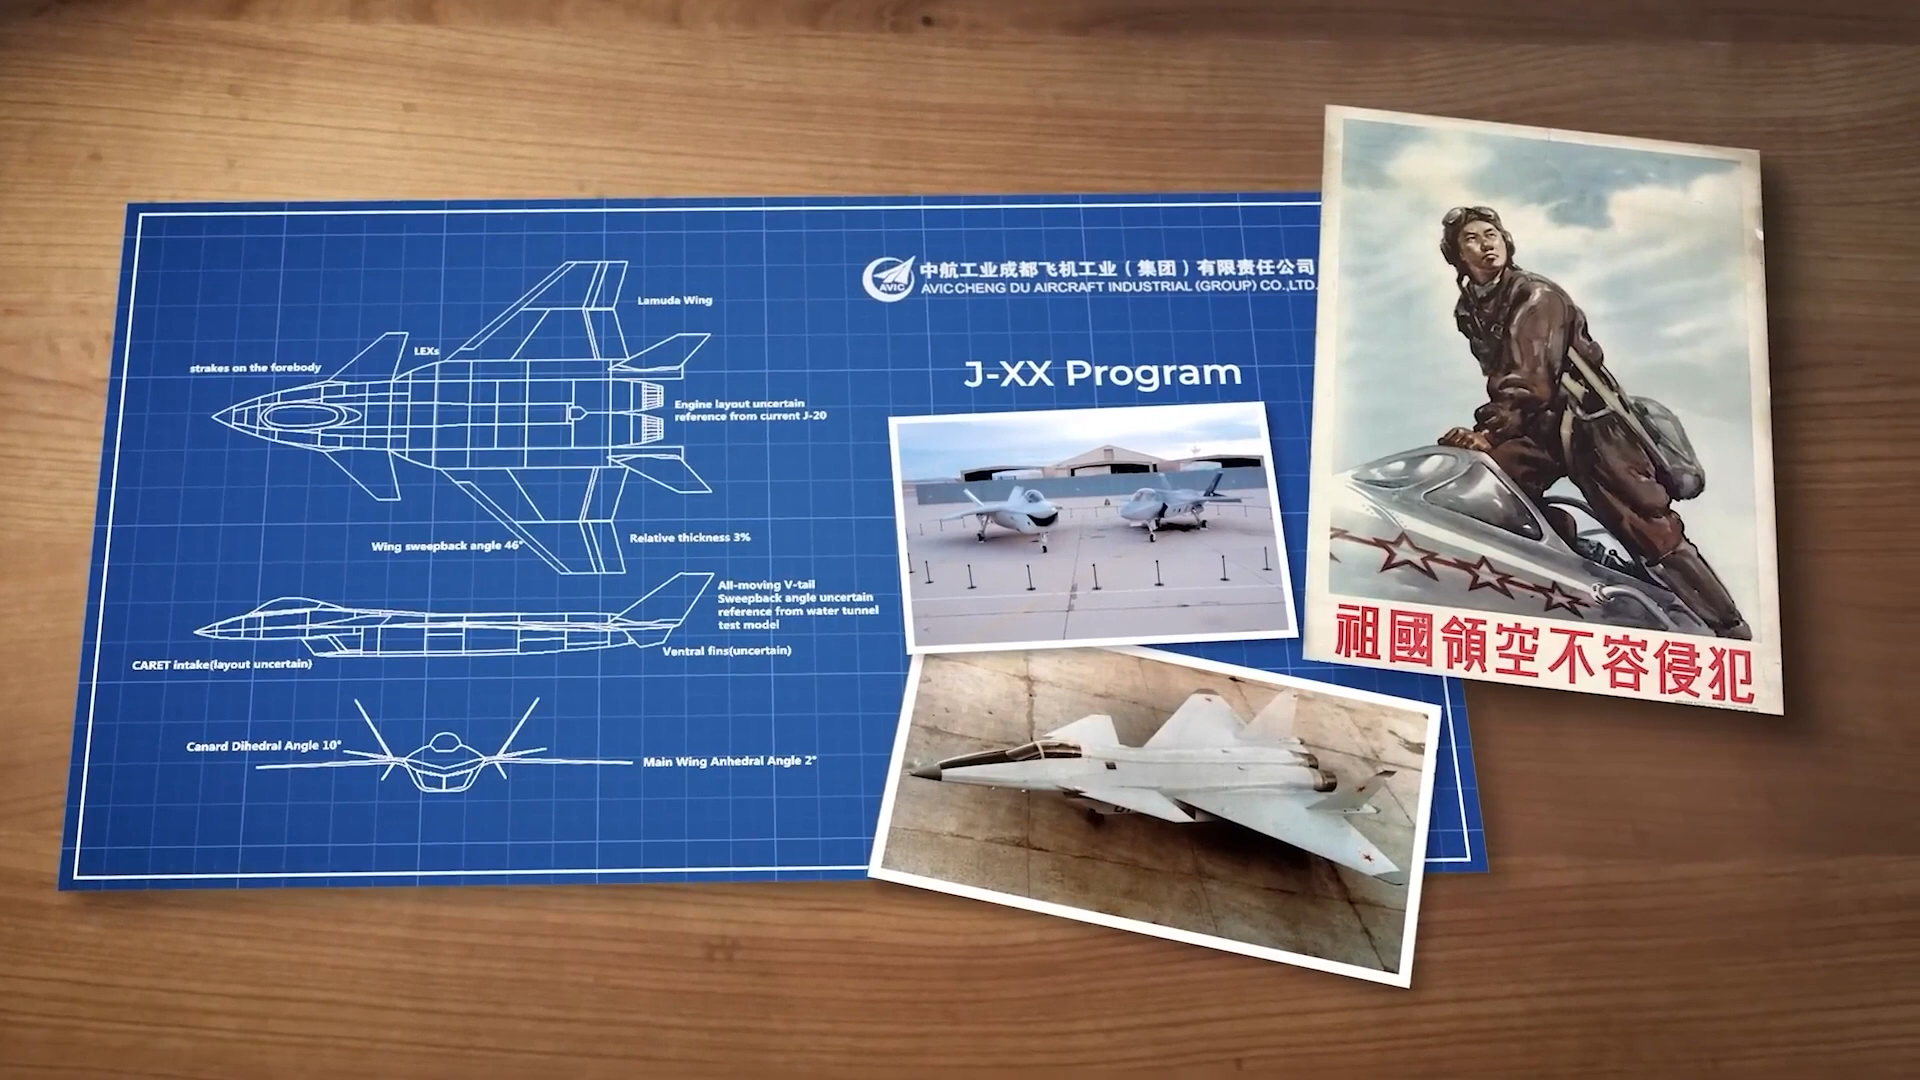 中航工业成都飞机工业（集团）有限责任公司
AVIC CHENG DU AIRCRAFT INDUSTRIAL (GROUP) CO.,LTD.
AVIC
J-XX Program
Lamuda Wing
LEXs
strakes on the forebody
Engine layout uncertain
reference from current J-20
Wing sweepback angle 46°
Relative thickness 3%
All-moving V-tail
Sweepback angle uncertain
reference from water tunnel
test model
Ventral fins(uncertain)
CARET intake(layout uncertain)
Canard Dihedral Angle 10°
Main Wing Anhedral Angle 2°
祖國領空不容侵犯